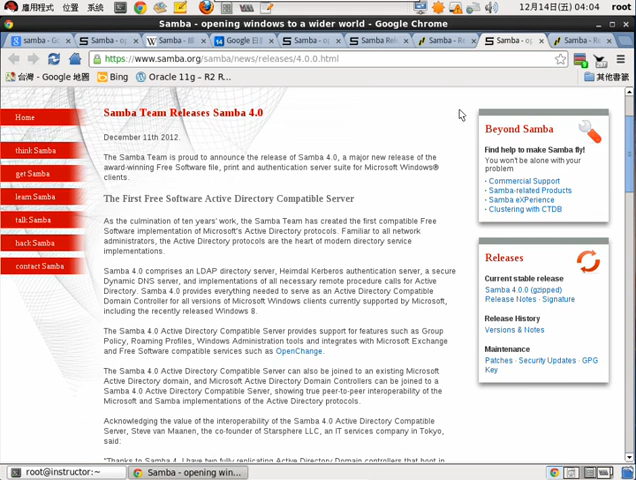 應用程式
12月14日(五) 04:04
root
Samba - opening windows to a wider world - Google Chrome
samba - G
Samba - o
W
Google 日
Samba - o
Samba Rel
Samba - op
https://www.samba.org/samba/news/releases/4.0.0.html
台灣 - Google 地圖
Bing
Oracle 11g - R2 R...
其他書籤
Home
think Samba
get Samba
learn Samba
talk Samba
hack Samba
contact Samba
Samba Team Releases Samba 4.0
December 11th 2012.
The Samba Team is proud to announce the release of Samba 4.0, a major new release of the
award-winning Free Software file, print and authentication server suite for Microsoft Windows®
clients.
The First Free Software Active Directory Compatible Server
As the culmination of ten years' work, the Samba Team has created the first compatible Free
Software implementation of Microsoft's Active Directory protocols. Familiar to all network
administrators, the Active Directory protocols are the heart of modern directory service
implementations.
Samba 4.0 comprises an LDAP directory server, Heimdal Kerberos authentication server, a secure
Dynamic DNS server, and implementations of all necessary remote procedure calls for Active
Directory. Samba 4.0 provides everything needed to serve as an Active Directory Compatible
Domain Controller for all versions of Microsoft Windows clients currently supported by Microsoft,
including the recently released Windows 8.
The Samba 4.0 Active Directory Compatible Server provides support for features such as Group
Policy, Roaming Profiles, Windows Administration tools and integrates with Microsoft Exchange
and Free Software compatible services such as OpenChange.
The Samba 4.0 Active Directory Compatible Server can also be joined to an existing Microsoft
Active Directory domain, and Microsoft Active Directory Domain Controllers can be joined to a
Samba 4.0 Active Directory Compatible Server, showing true peer-to-peer interoperability of the
Microsoft and Samba implementations of the Active Directory protocols.
Acknowledging the value of the interoperability of the Samba 4.0 Active Directory Compatible
Server, Steve van Maanen, the co-founder of Starsphere LLC, an IT services company in Tokyo,
said:
"Thanks to Samba 4, I have two fully replicating Active Directory Domain controllers that boot in
Beyond Samba
Find help to make Samba fly!
You won't be alone with your
problem
· Commercial Support
· Samba-related Products
· Samba eXPerience
· Clustering with CTDB
Releases
Current stable release
Samba 4.0.0 (gzipped)
Release Notes · Signature
Release History
Versions & Notes
Maintenance
Patches · Security Updates · GPG
Key
root@instructor:~
Samba - opening win...